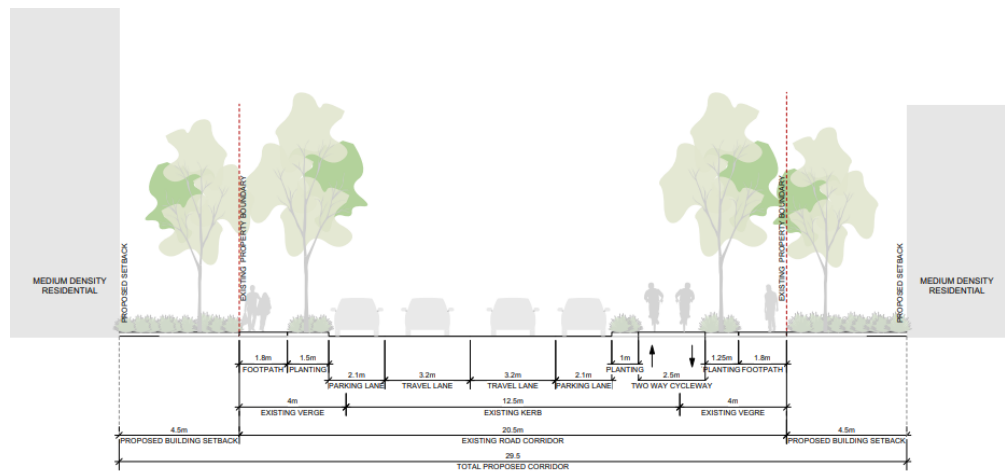 MEDIUM DENSITY
RESIDENTIAL
PROPOSED SETBACK
EXISTING PROPERTY BOUNDARY
EXISTING PROPERTY BOUNDARY
PROPOSED SETBACK
MEDIUM DENSITY
RESIDENTIAL
1.8m 1.5m 1m 2.5m 1.25m 1.8m
FOOTPATH PLANTING PLANTING TWO WAY CYCLEWAY PLANTING FOOTPATH
2.1m 3.2m 3.2m 2.1m
PARKING LANE TRAVEL LANE TRAVEL LANE PARKING LANE
4m 12.5m 4m
EXISTING VERGE EXISTING KERB EXISTING VEGRE
4.5m 20.5m 4.5m
PROPOSED BUILDING SETBACK EXISTING ROAD CORRIDOR PROPOSED BUILDING SETBACK
29.5
TOTAL PROPOSED CORRIDOR